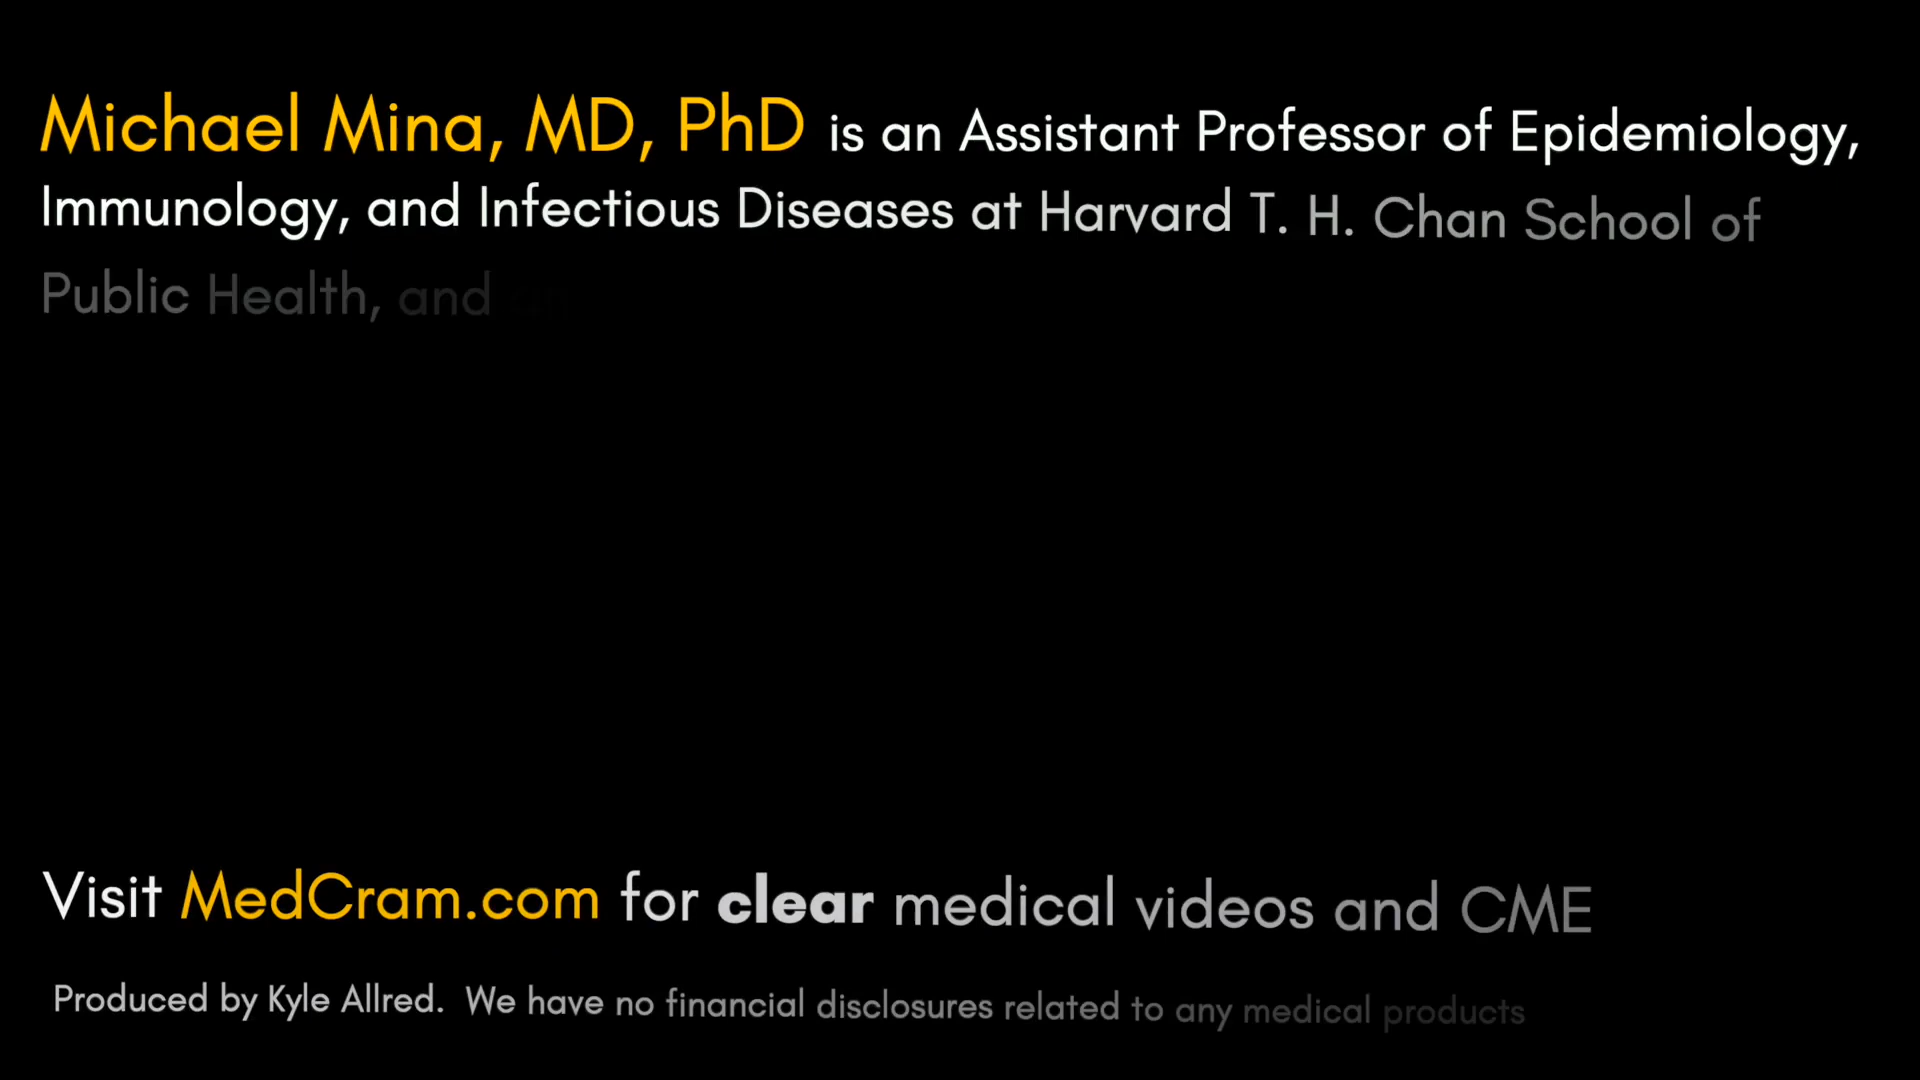 Michael Mina, MD, PhD is an Assistant Professor of Epidemiology,
Immunology, and Infectious Diseases at Harvard T. H. Chan School of
Public Health, and an
Visit MedCram.com for clear medical videos and CME
Produced by Kyle Allred. We have no financial disclosures related to any medical products